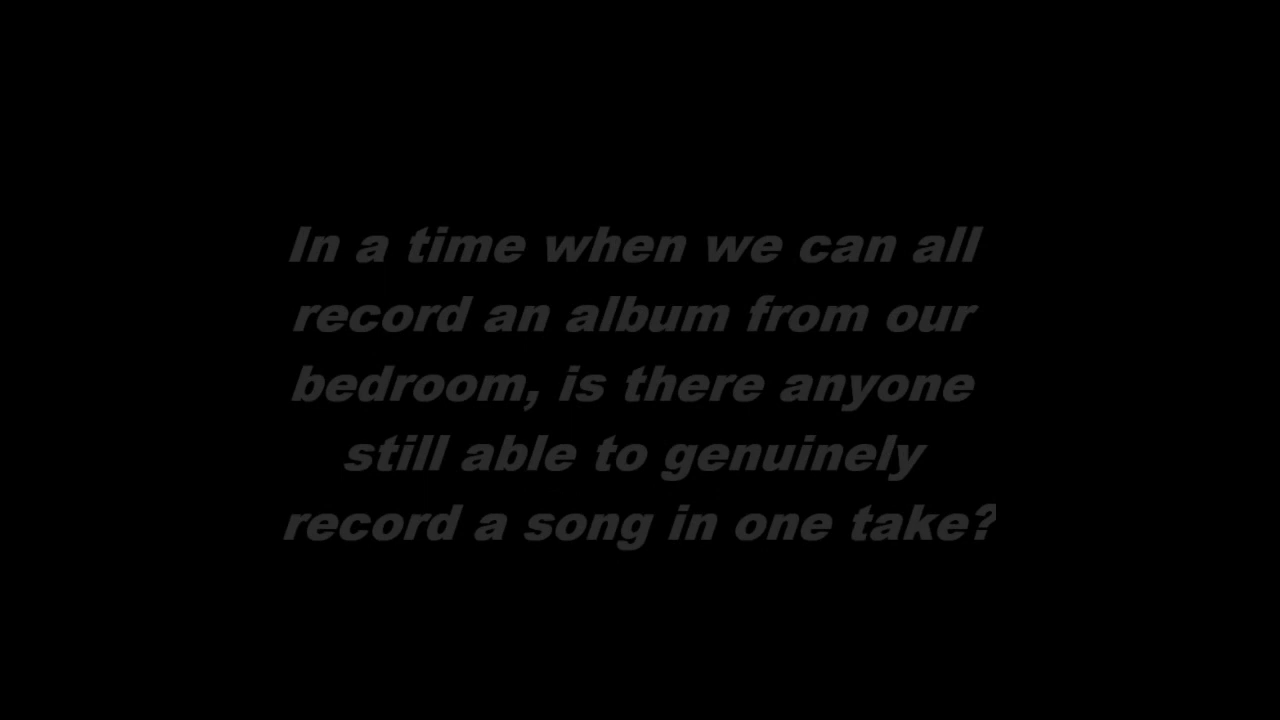 In a time when we can all
record an album from our
bedroom, is there anyone
still able to genuinely
record a song in one take?